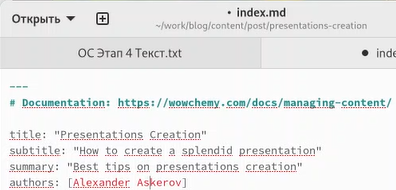 Открыть
• index.md
~/work/blog/content/post/presentations-creation
ОС Этап 4 Текст.txt
● inde
---
# Documentation: https://wowchemy.com/docs/managing-content/
title: "Presentations Creation"
subtitle: "How to create a splendid presentation"
summary: "Best tips on presentations creation"
authors: [Alexander Askerov]